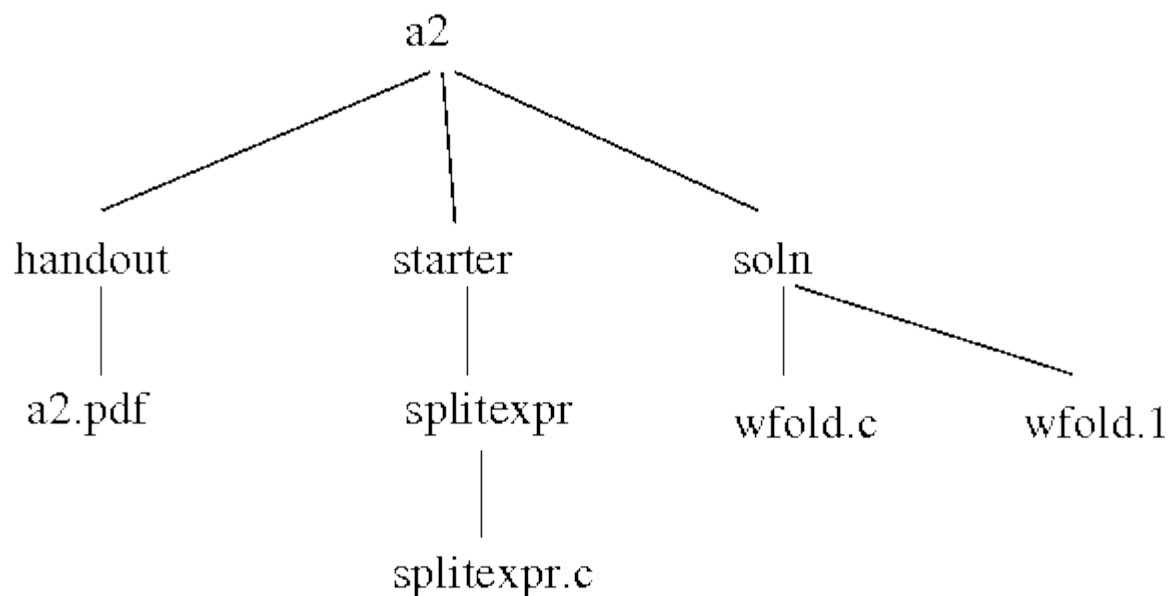 a2
handout starter soln
a2.pdf splitexpr wfold.c wfold.1
splitexpr.c